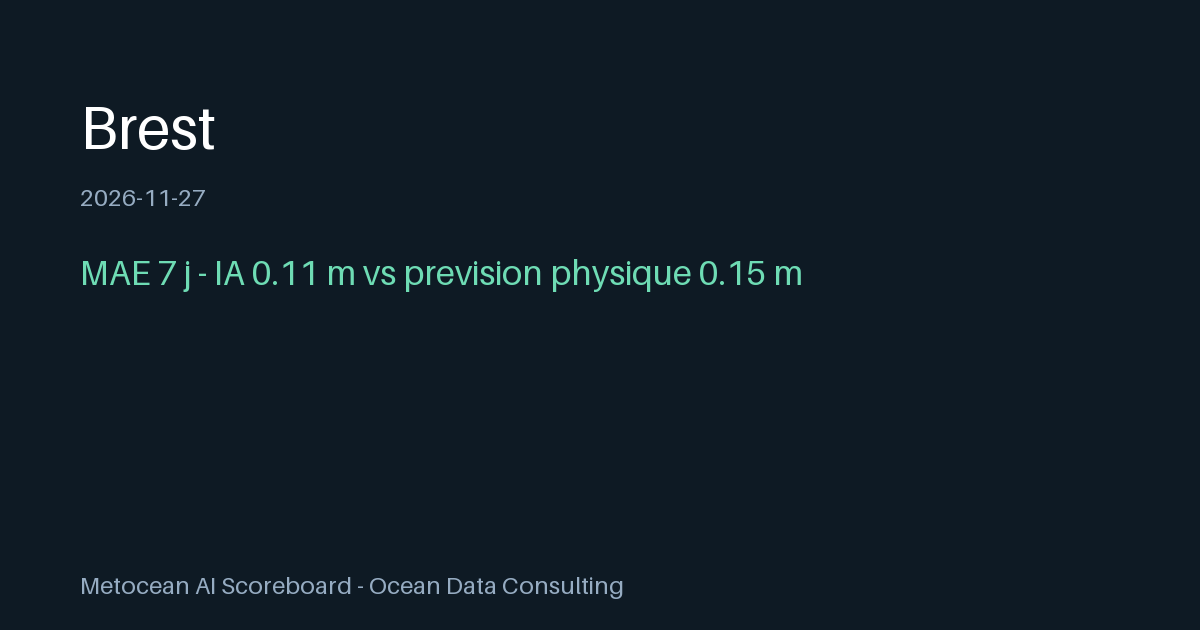 Brest
2026-11-27
MAE 7 j - IA 0.11 m vs prevision physique 0.15 m
Metocean AI Scoreboard - Ocean Data Consulting